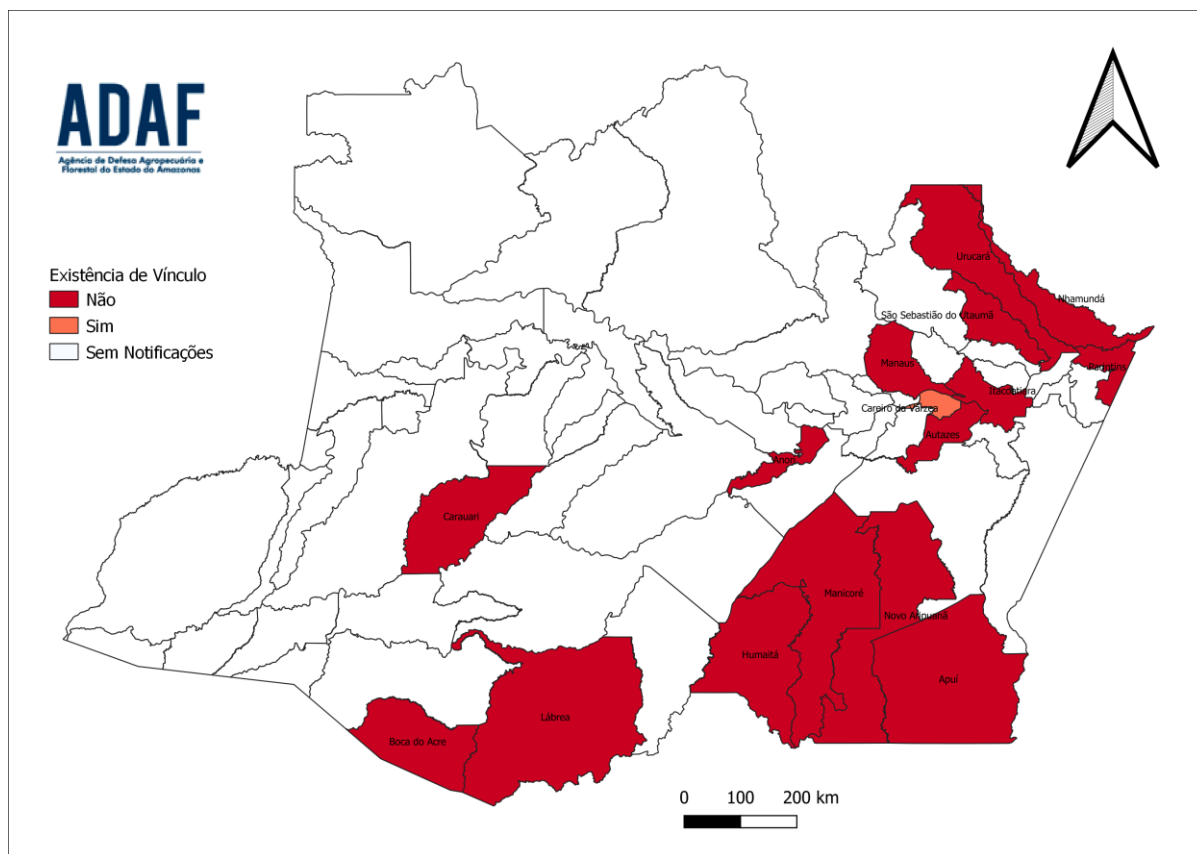 ADAF
Agência de Defesa Agropecuária e
Florestal do Estado do Amazonas
Existência de Vínculo
Não
Sim
Sem Notificações
Urucará
Nhamundá
São Sebastião do Uatumã
Manaus
Parintins
Itacoatiara
Careiro da Várzea
Autazes
Anori
Carauari
Manicoré
Novo Aripuanã
Humaitá
Apuí
Lábrea
Boca do Acre
0 100 200 km